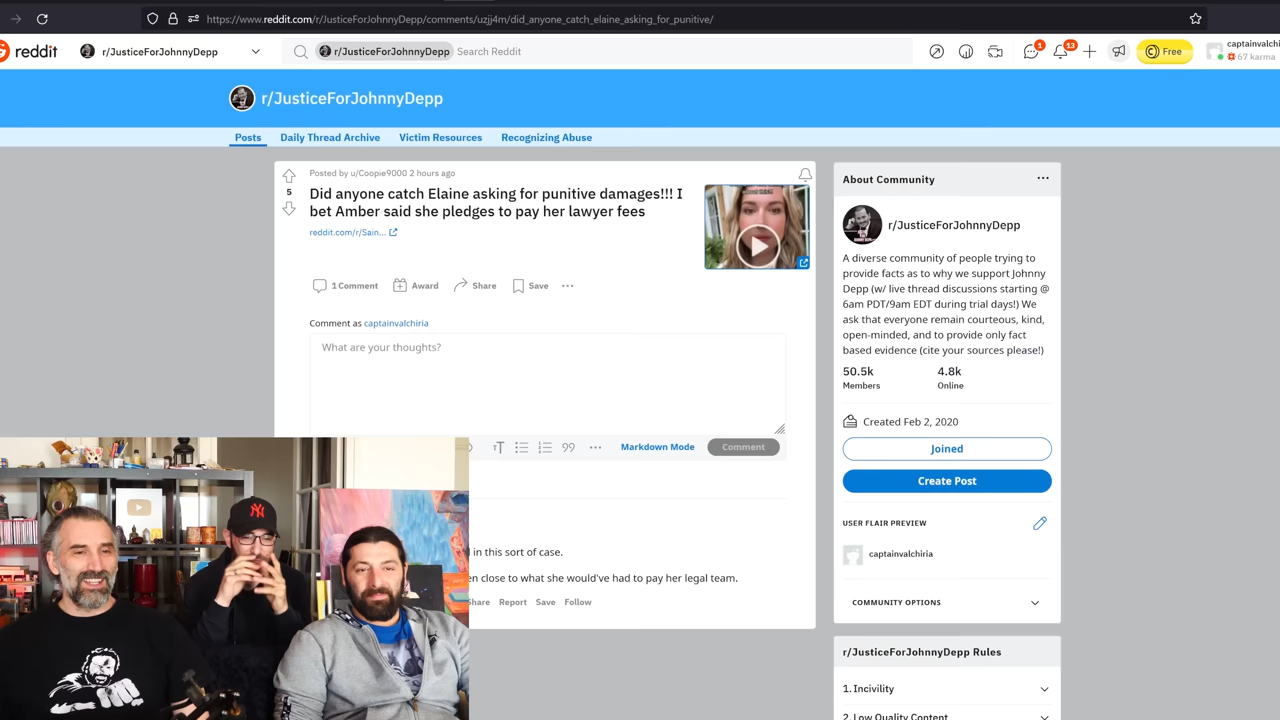 https://www.reddit.com/r/JusticeForJohnnyDepp/comments/uzjj4m/did_anyone_catch_elaine_asking_for_punitive/
reddit
r/JusticeForJohnnyDepp
r/JusticeForJohnnyDepp
Search Reddit
1
13
Free
captainvalchi
67 karma
r/JusticeForJohnnyDepp
Posts
Daily Thread Archive
Victim Resources
Recognizing Abuse
Posted by u/Coopie9000 2 hours ago
5
Did anyone catch Elaine asking for punitive damages!!! I
bet Amber said she pledges to pay her lawyer fees
reddit.com/r/Sain...
1 Comment
Award
Share
Save
Comment as captainvalchiria
What are your thoughts?
Markdown Mode
Comment
in this sort of case.
en close to what she would've had to pay her legal team.
Share
Report
Save
Follow
About Community
r/JusticeForJohnnyDepp
A diverse community of people trying to
provide facts as to why we support Johnny
Depp (w/ live thread discussions starting @
6am PDT/9am EDT during trial days!) We
ask that everyone remain courteous, kind,
open-minded, and to provide only fact
based evidence (cite your sources please!)
50.5k
4.8k
Members
Online
Created Feb 2, 2020
Joined
Create Post
USER FLAIR PREVIEW
captainvalchiria
COMMUNITY OPTIONS
r/JusticeForJohnnyDepp Rules
1. Incivility
2. Low Quality Content